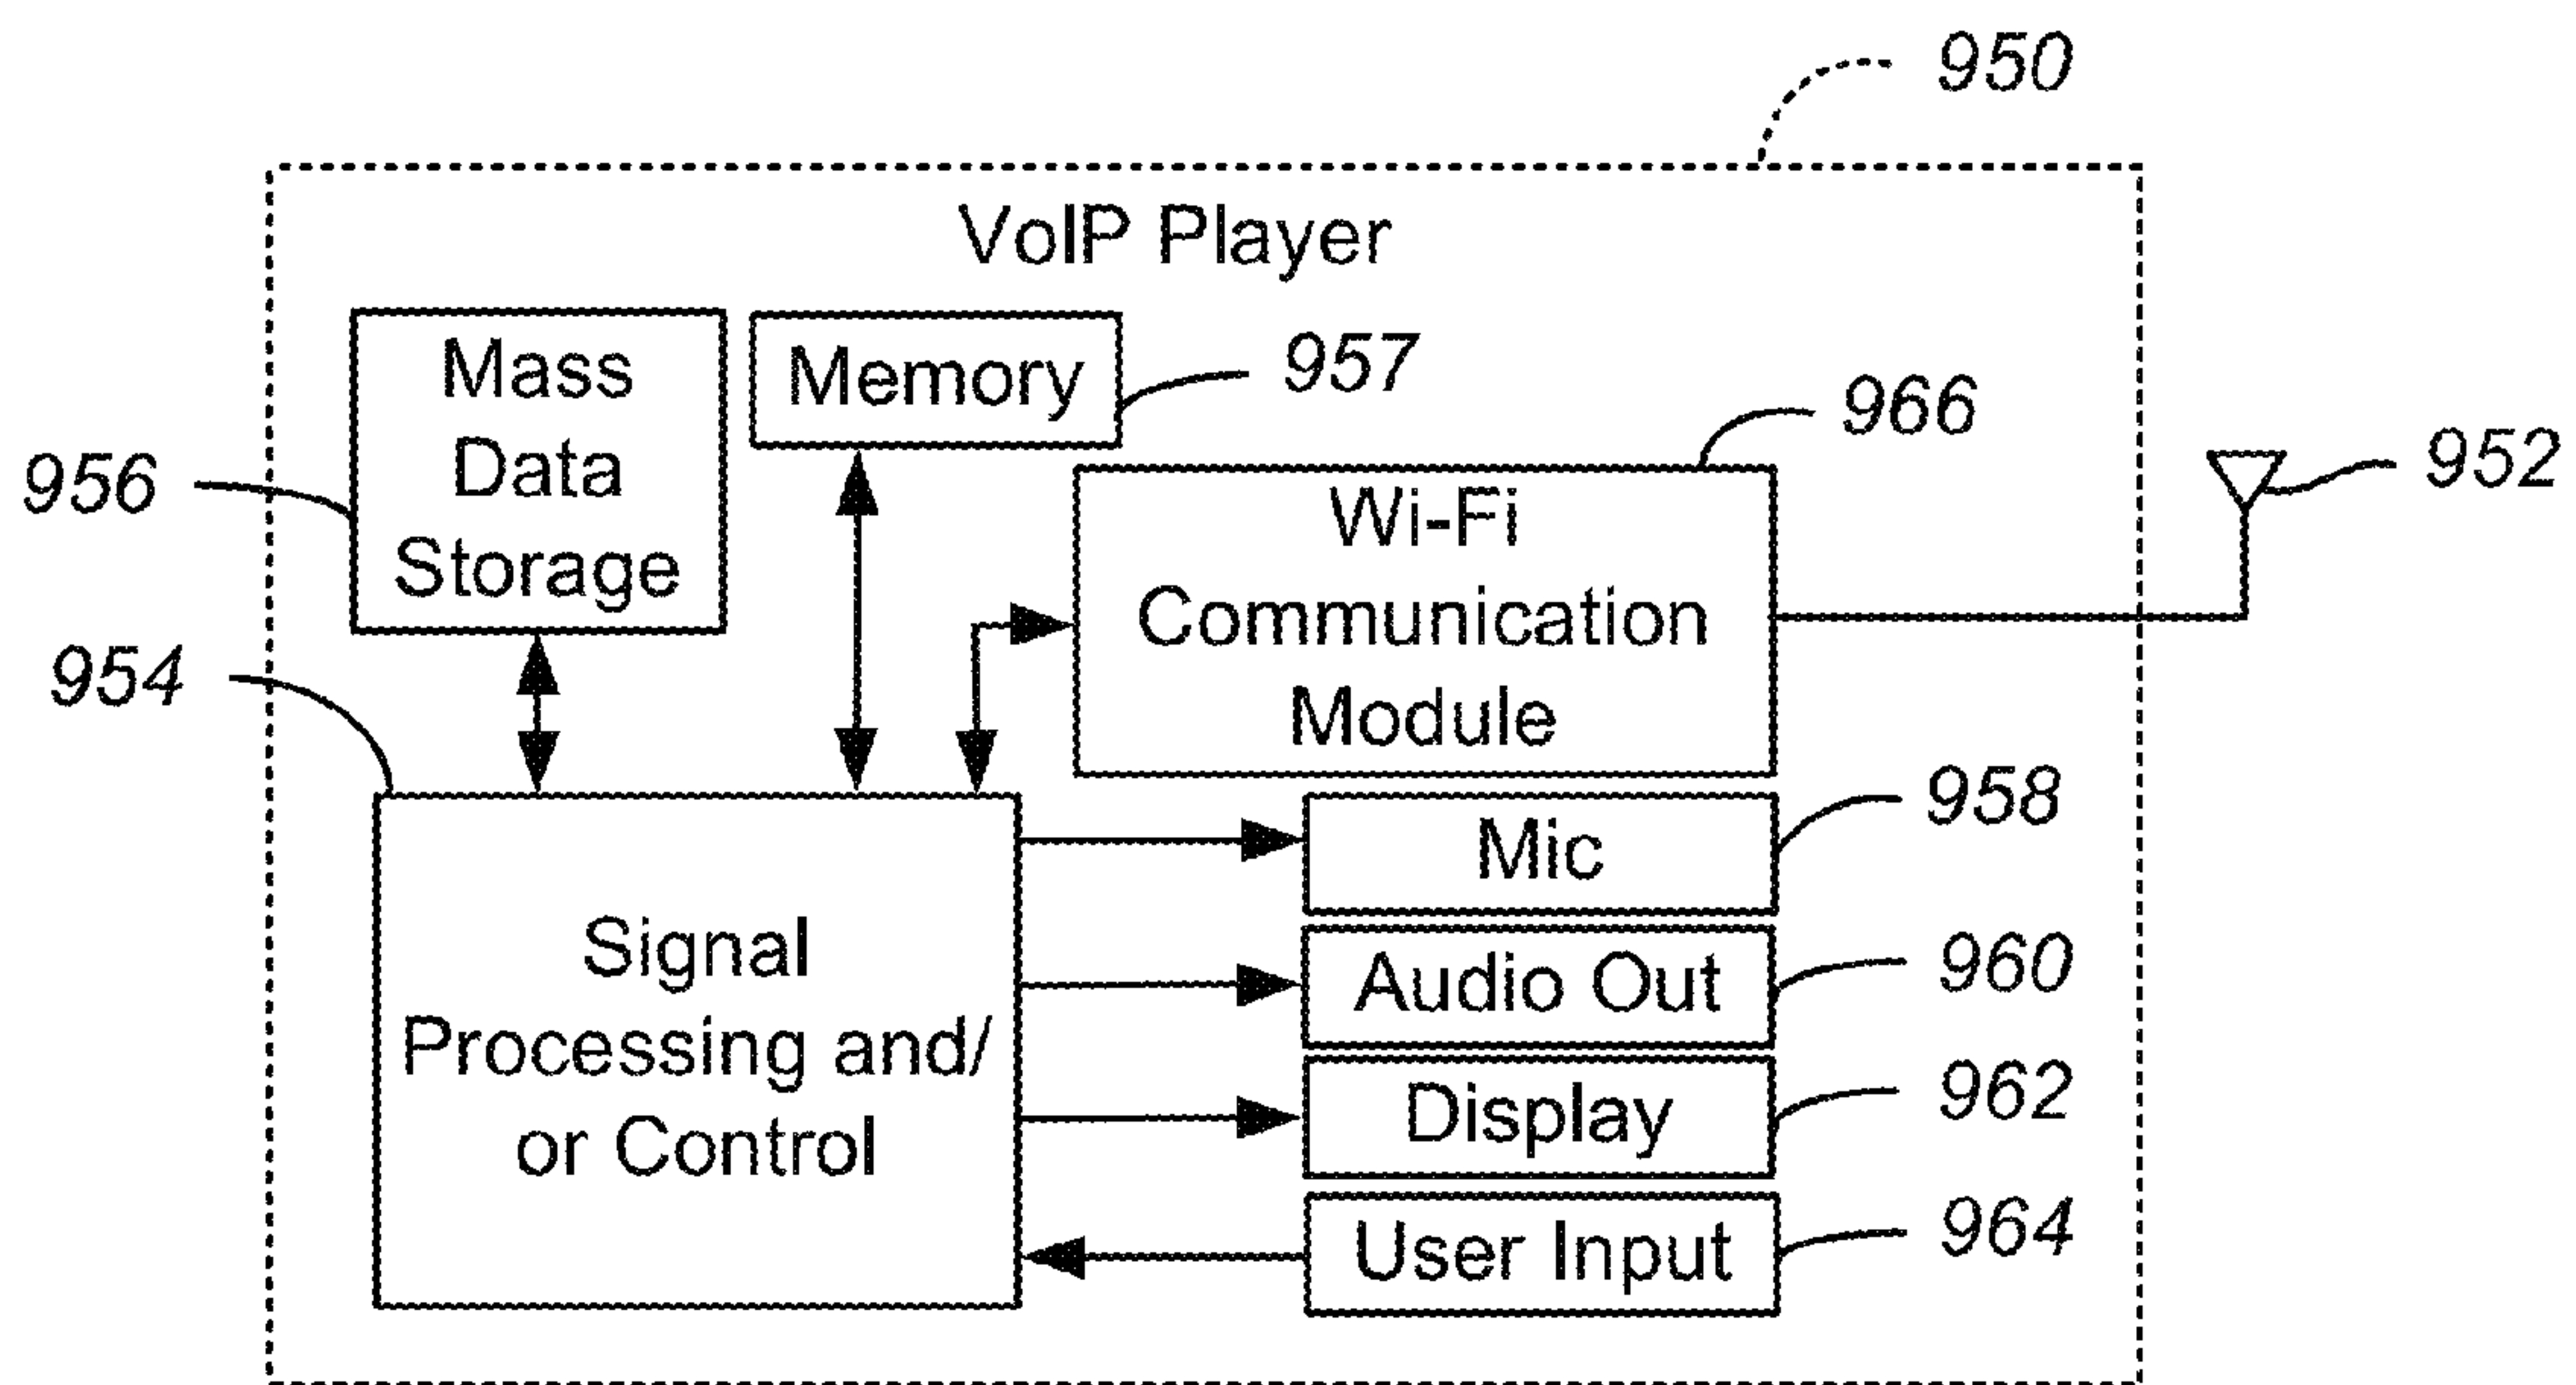 950
VoIP Player
Mass
Data
Storage
Memory
957
966
956
Wi-Fi
Communication
Module
952
954
Mic
958
Signal
Processing and/
or Control
Audio Out
960
Display
962
User Input
964